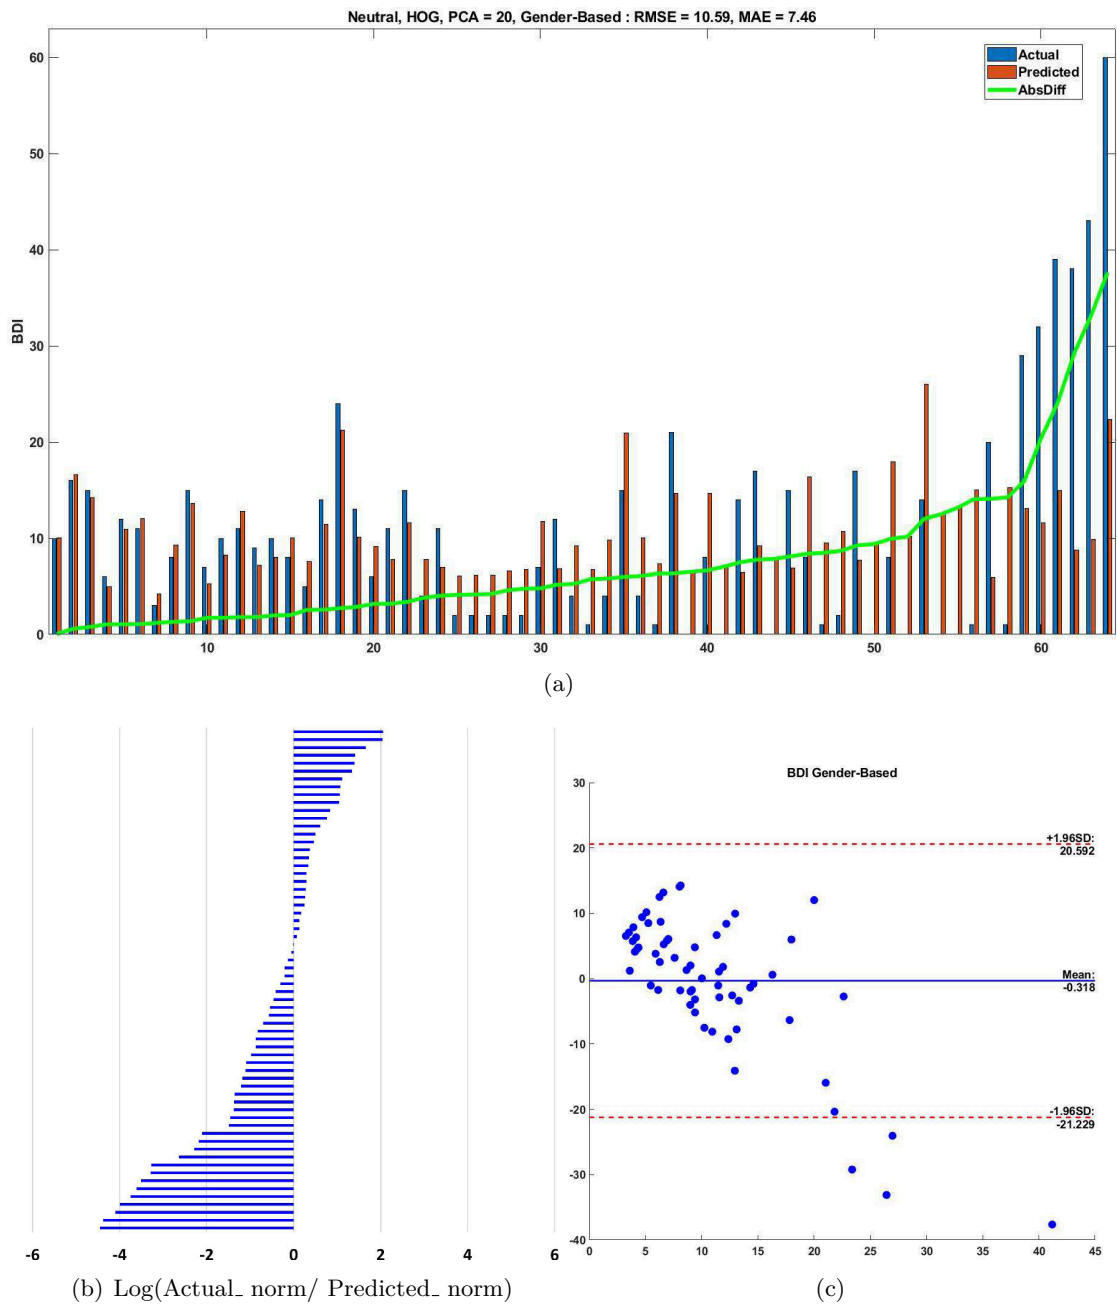 Neutral, HOG, PCA = 20, Gender-Based : RMSE = 10.59, MAE = 7.46
60
50
40
30
20
10
0
BDI
Actual
Predicted
AbsDiff
10 20 30 40 50 60
(a)
-6 -4 -2 0 2 4 6
(b) Log(Actual_ norm/ Predicted_ norm)
BDI Gender-Based
30
20
10
0
-10
-20
-30
-40
+1.96SD:
20.592
Mean:
-0.318
-1.96SD:
-21.229
0 5 10 15 20 25 30 35 40 45
(c)